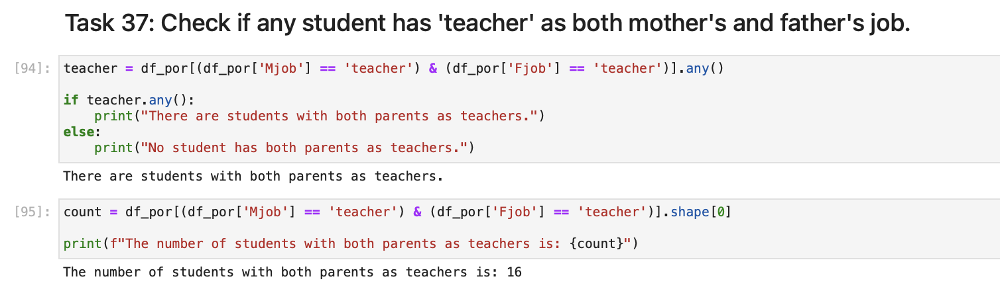 Task 37: Check if any student has 'teacher' as both mother's and father's job.
[94]: teacher = df_por[(df_por['Mjob'] == 'teacher') & (df_por['Fjob'] == 'teacher')].any()
if teacher.any():
    print("There are students with both parents as teachers.")
else:
    print("No student has both parents as teachers.")
There are students with both parents as teachers.
[95]: count = df_por[(df_por['Mjob'] == 'teacher') & (df_por['Fjob'] == 'teacher')].shape[0]
print(f"The number of students with both parents as teachers is: {count}")
The number of students with both parents as teachers is: 16